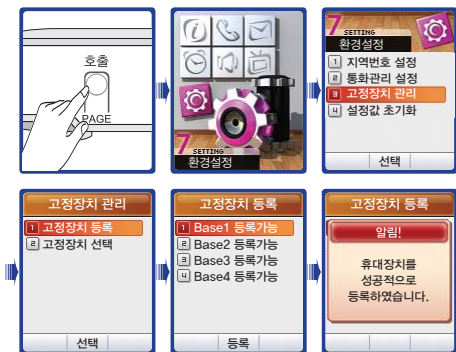 호출
PAGE
7 SETTING
환경설정
7 SETTING
환경설정
1 지역번호 설정
2 통화관리 설정
3 고정장치 관리
4 설정값 초기화
선택
고정장치 관리
1 고정장치 등록
2 고정장치 선택
선택
고정장치 등록
1 Base1 등록가능
2 Base2 등록가능
3 Base3 등록가능
4 Base4 등록가능
등록
고정장치 등록
알림!
휴대장치를
성공적으로
등록하였습니다.